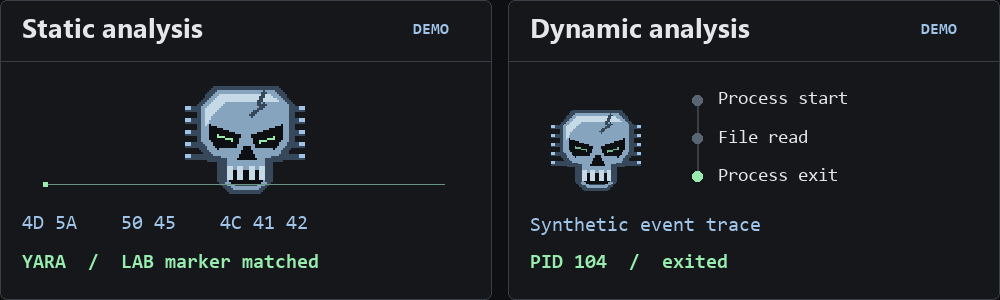 Static analysis DEMO
4D 5A 50 45 4C 41 42
YARA / LAB marker matched
Dynamic analysis DEMO
Process start
File read
Process exit
Synthetic event trace
PID 104 / exited